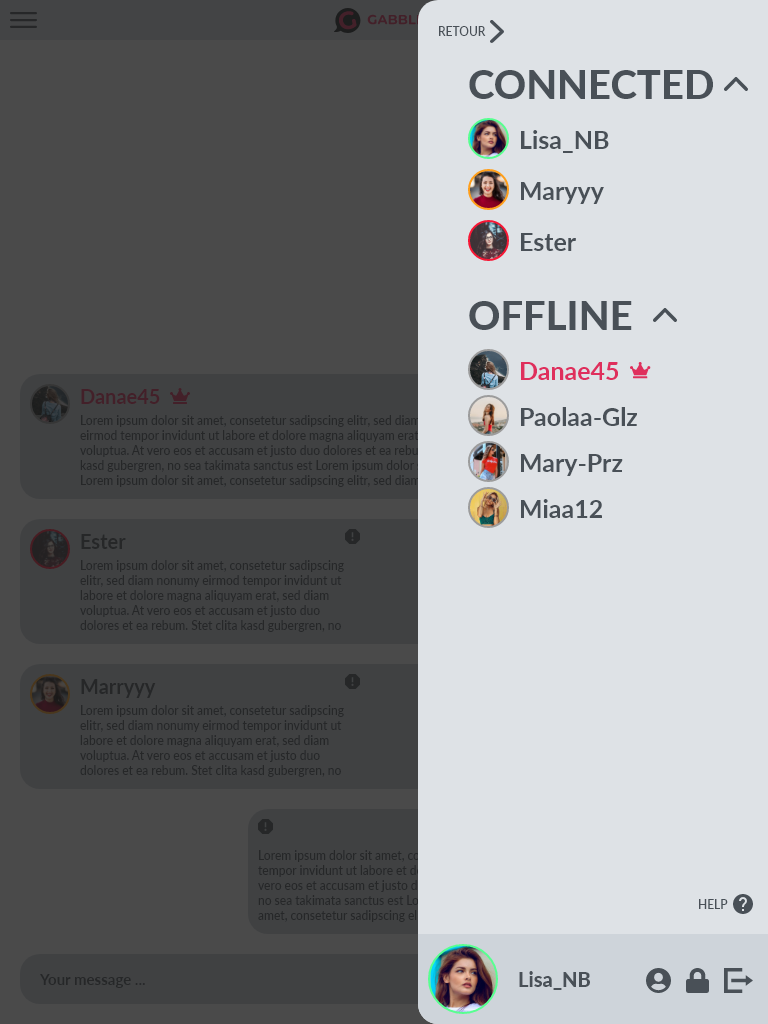 GABBL
RETOUR
CONNECTED
Lisa_NB
Maryyy
Ester
OFFLINE
Danae45
Paolaa-Glz
Mary-Prz
Miaa12
Danae45
Lorem ipsum dolor sit amet, consetetur sadipscing elitr, sed diam
eirmod tempor invidunt ut labore et dolore magna aliquyam erat
voluptua. At vero eos et accusam et justo duo dolores et ea rebu
kasd gubergren, no sea takimata sanctus est Lorem ipsum dolor
Lorem ipsum dolor sit amet, consetetur sadipscing elitr, sed diam
Ester
Lorem ipsum dolor sit amet, consetetur sadipscing
elitr, sed diam nonumy eirmod tempor invidunt ut
labore et dolore magna aliquyam erat, sed diam
voluptua. At vero eos et accusam et justo duo
dolores et ea rebum. Stet clita kasd gubergren, no
Marryyy
Lorem ipsum dolor sit amet, consetetur sadipscing
elitr, sed diam nonumy eirmod tempor invidunt ut
labore et dolore magna aliquyam erat, sed diam
voluptua. At vero eos et accusam et justo duo
dolores et ea rebum. Stet clita kasd gubergren, no
Lorem ipsum dolor sit amet, co
tempor invidunt ut labore et d
vero eos et accusam et justo d
no sea takimata sanctus est Lo
amet, consetetur sadipscing el
Your message ...
HELP
Lisa_NB